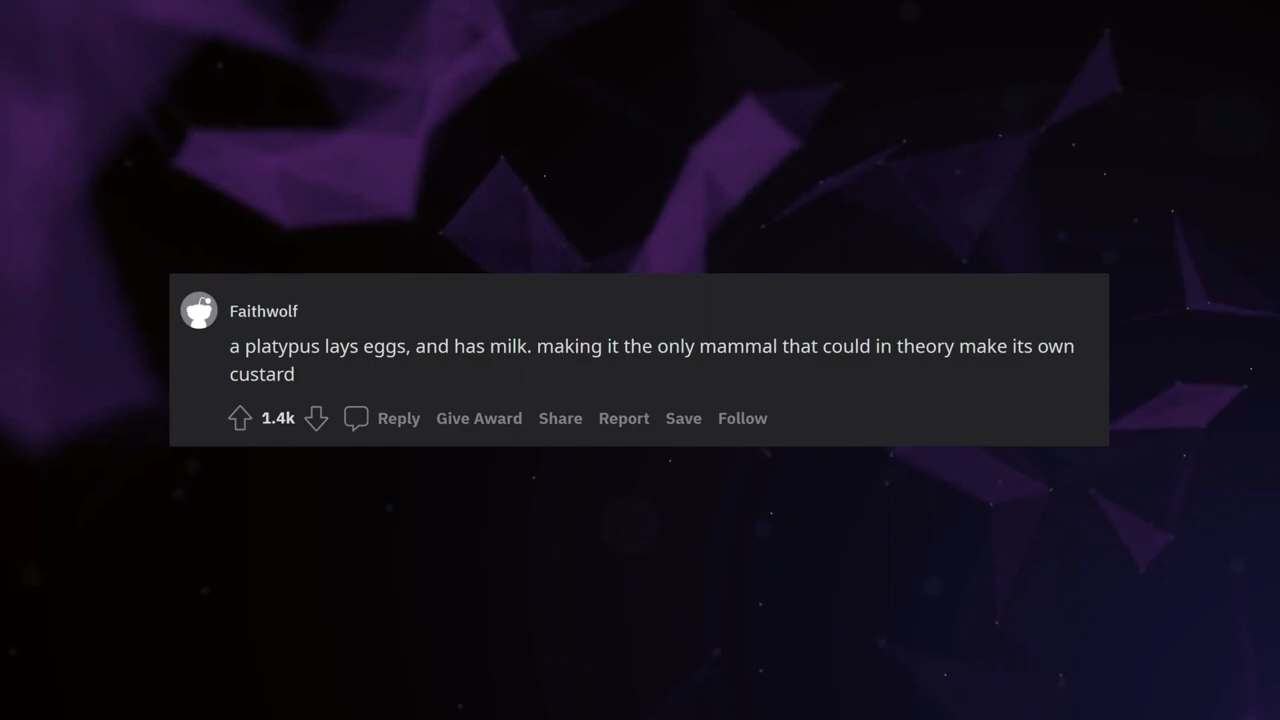 Faithwolf
a platypus lays eggs, and has milk. making it the only mammal that could in theory make its own
custard
1.4k Reply Give Award Share Report Save Follow